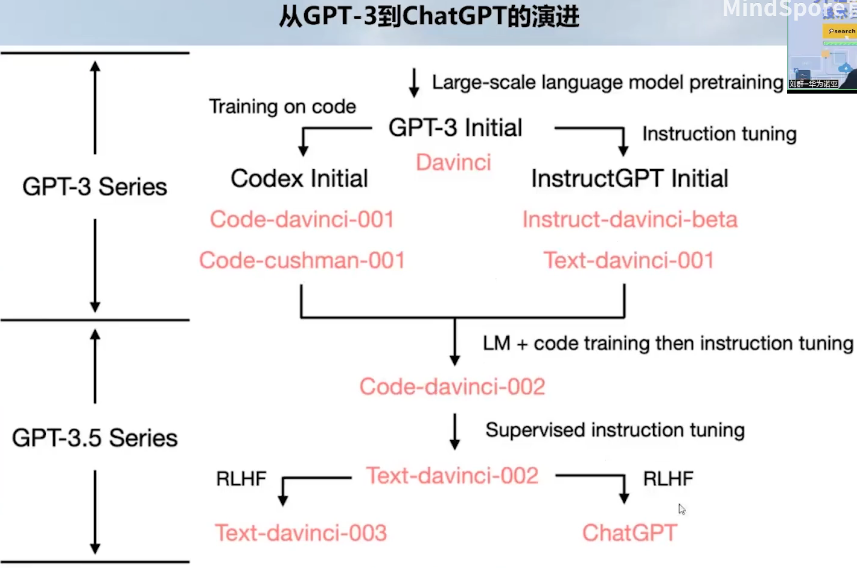 从GPT-3到ChatGPT的演进
MindSpore
@search
Large-scale language model pretraining
Training on code
GPT-3 Initial
Instruction tuning
Davinci
GPT-3 Series
Codex Initial
InstructGPT Initial
Code-davinci-001
Instruct-davinci-beta
Code-cushman-001
Text-davinci-001
LM + code training then instruction tuning
Code-davinci-002
GPT-3.5 Series
Supervised instruction tuning
RLHF
Text-davinci-002
RLHF
Text-davinci-003
ChatGPT